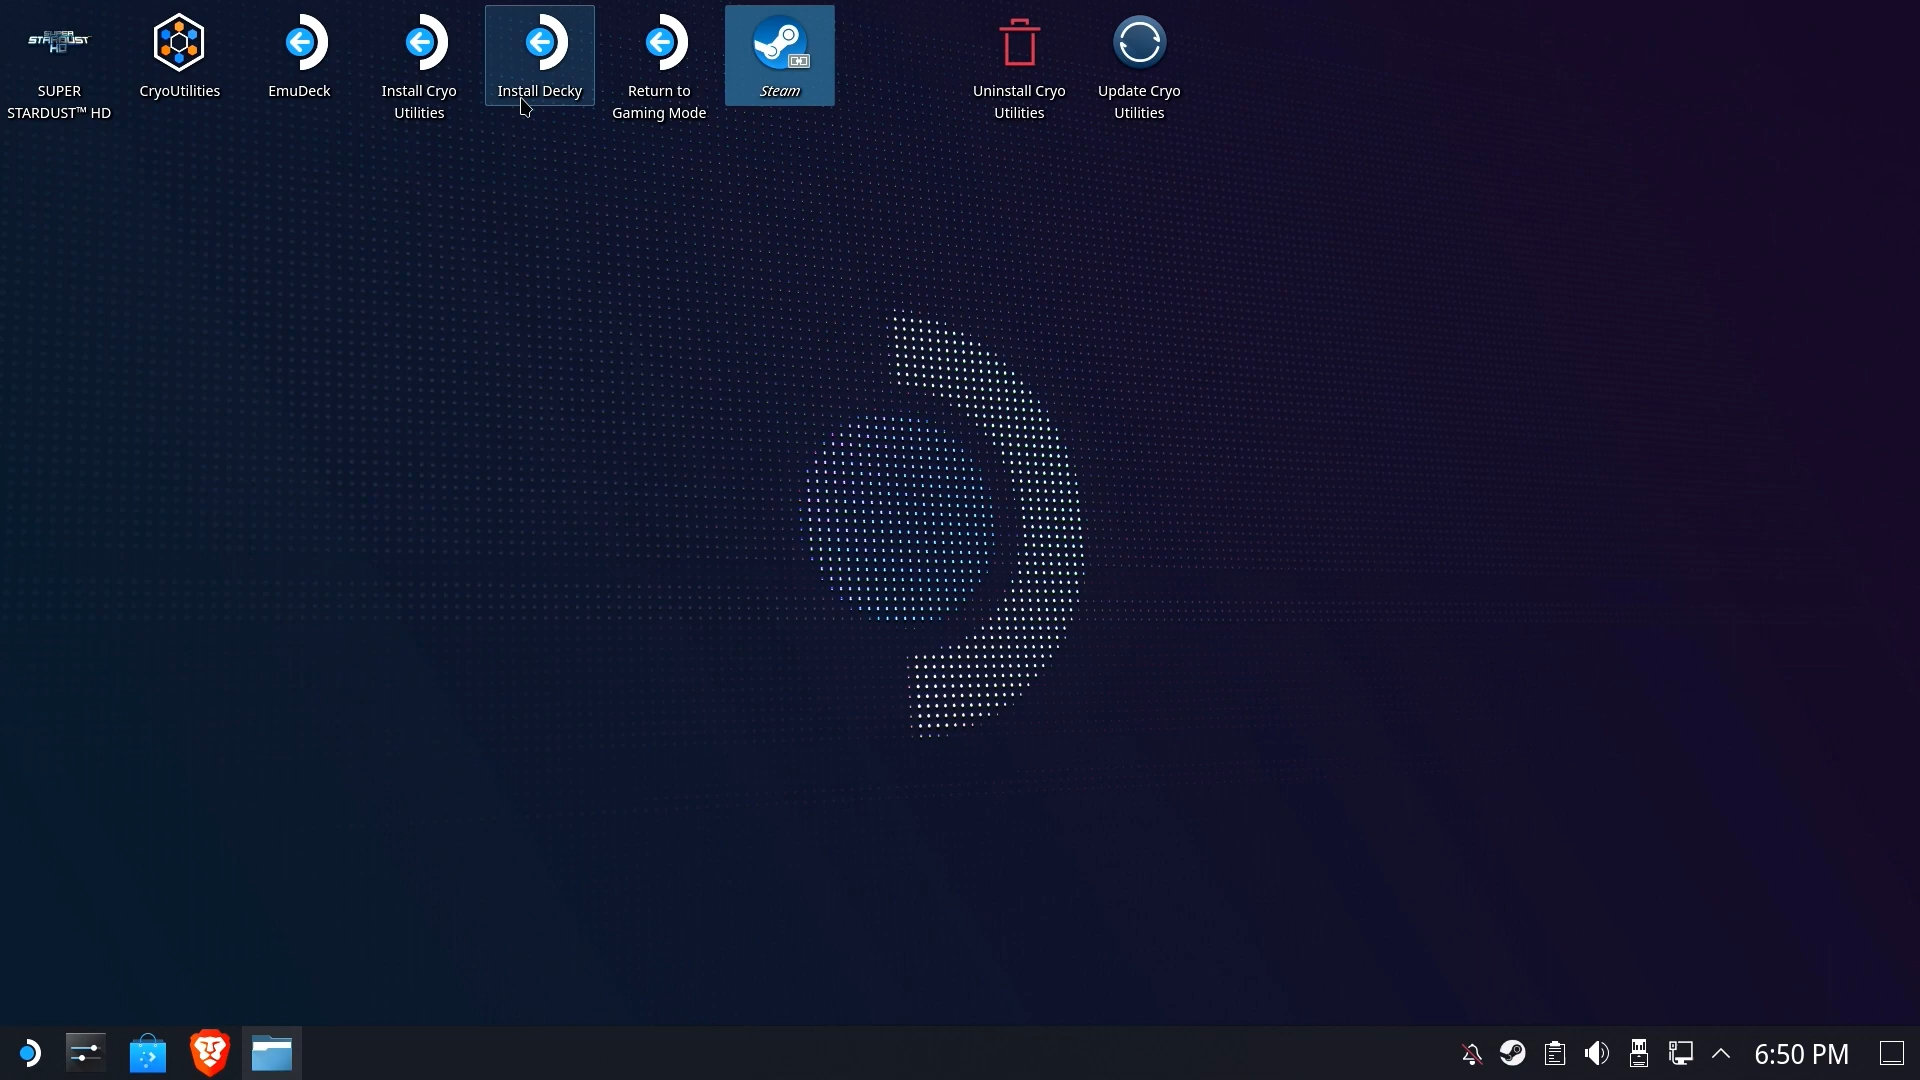 SUPER
STARDUST
HD
SUPER
STARDUST™ HD
CryoUtilities
EmuDeck
Install Cryo
Utilities
Install Decky
Return to
Gaming Mode
Steam
Uninstall Cryo
Utilities
Update Cryo
Utilities
6:50 PM